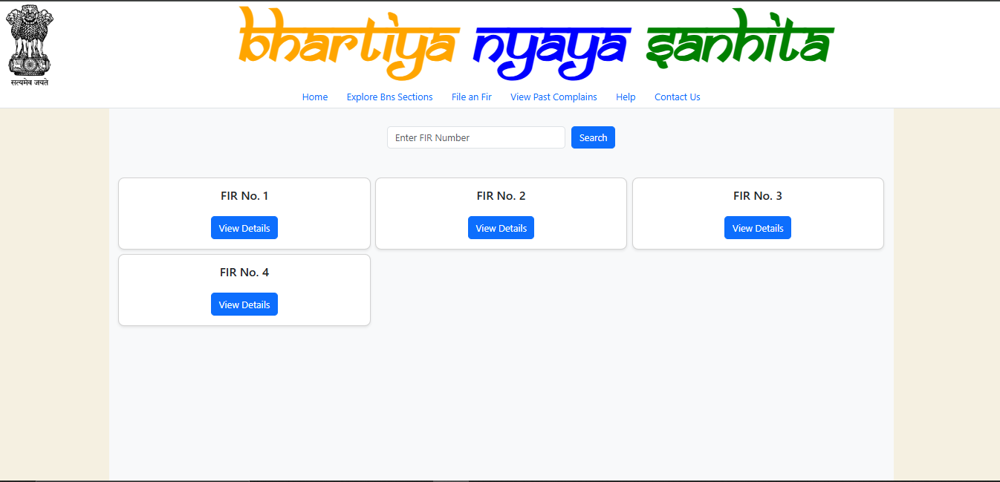 bhartiya nyaya sanhita
सत्यमेव जयते
Home Explore Bns Sections File an Fir View Past Complains Help Contact Us
Enter FIR Number Search
FIR No. 1 FIR No. 2 FIR No. 3
View Details View Details View Details
FIR No. 4
View Details